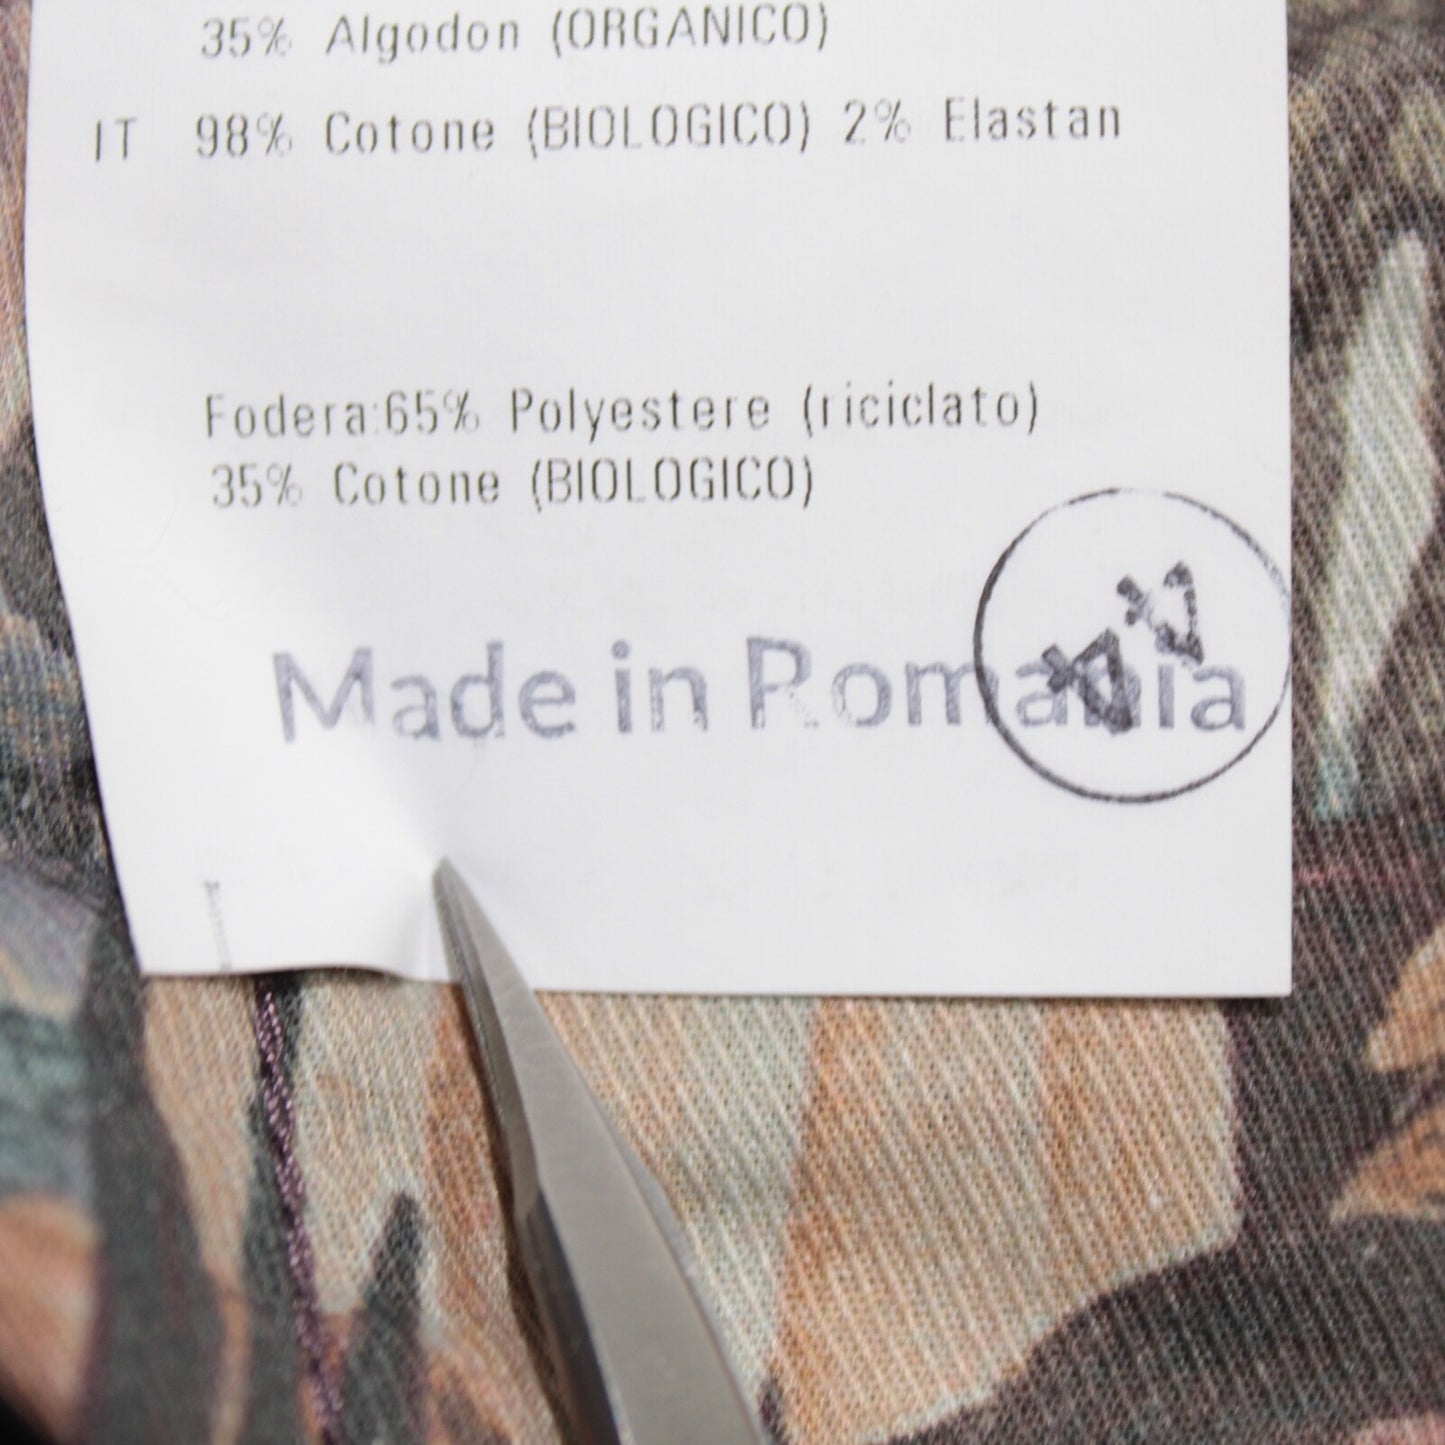 35% Algodon (ORGANICO)
IT 98% Cotone (BIOLOGICO) 2% Elastan
Fodera:65% Polyestere (riciclato)
35% Cotone (BIOLOGICO)
Made in Romania